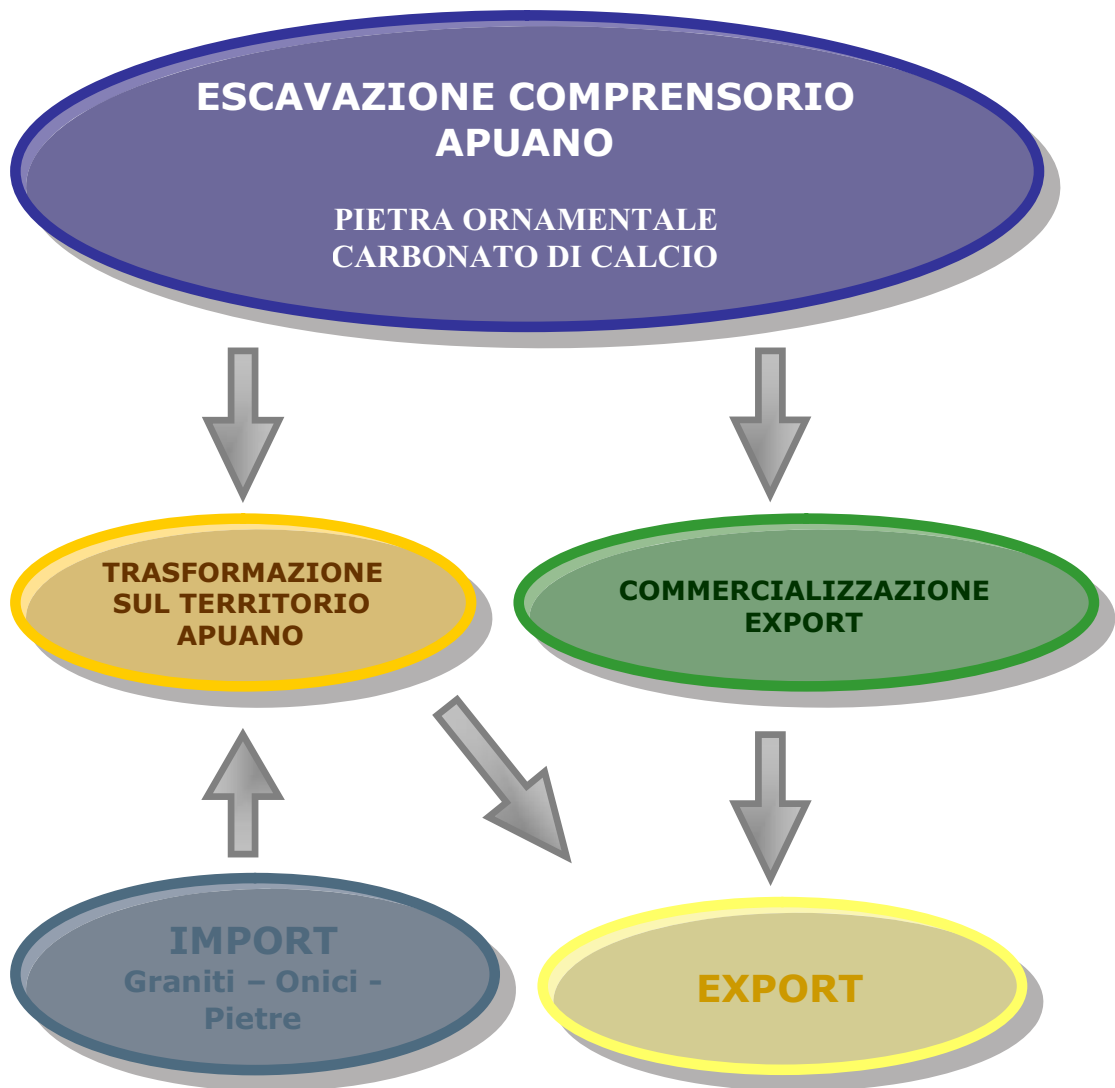 ESCAVAZIONE COMPRENSORIO
APUANO
PIETRA ORNAMENTALE
CARBONATO DI CALCIO
TRASFORMAZIONE
SUL TERRITORIO
APUANO
COMMERCIALIZZAZIONE
EXPORT
IMPORT
Graniti – Onici -
Pietre
EXPORT